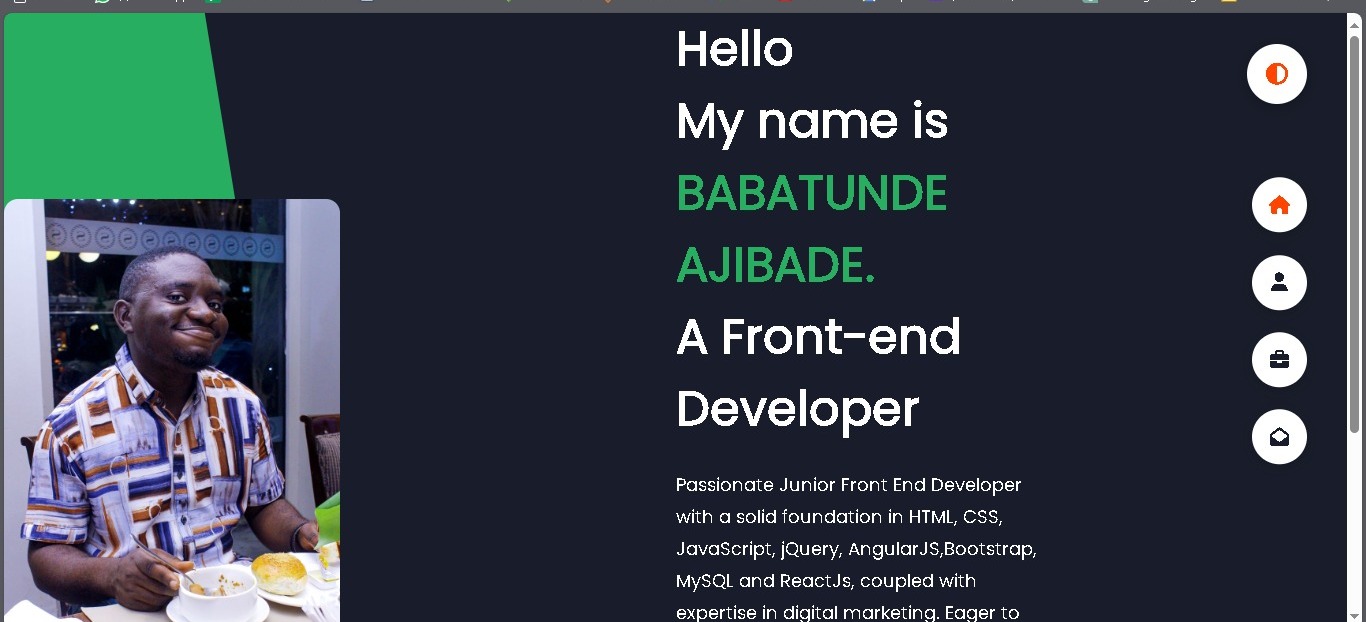 Hello
My name is
BABATUNDE
AJIBADE.
A Front-end
Developer
Passionate Junior Front End Developer
with a solid foundation in HTML, CSS,
JavaScript, jQuery, AngularJS,Bootstrap,
MySQL and ReactJs, coupled with
expertise in digital marketing. Eager to